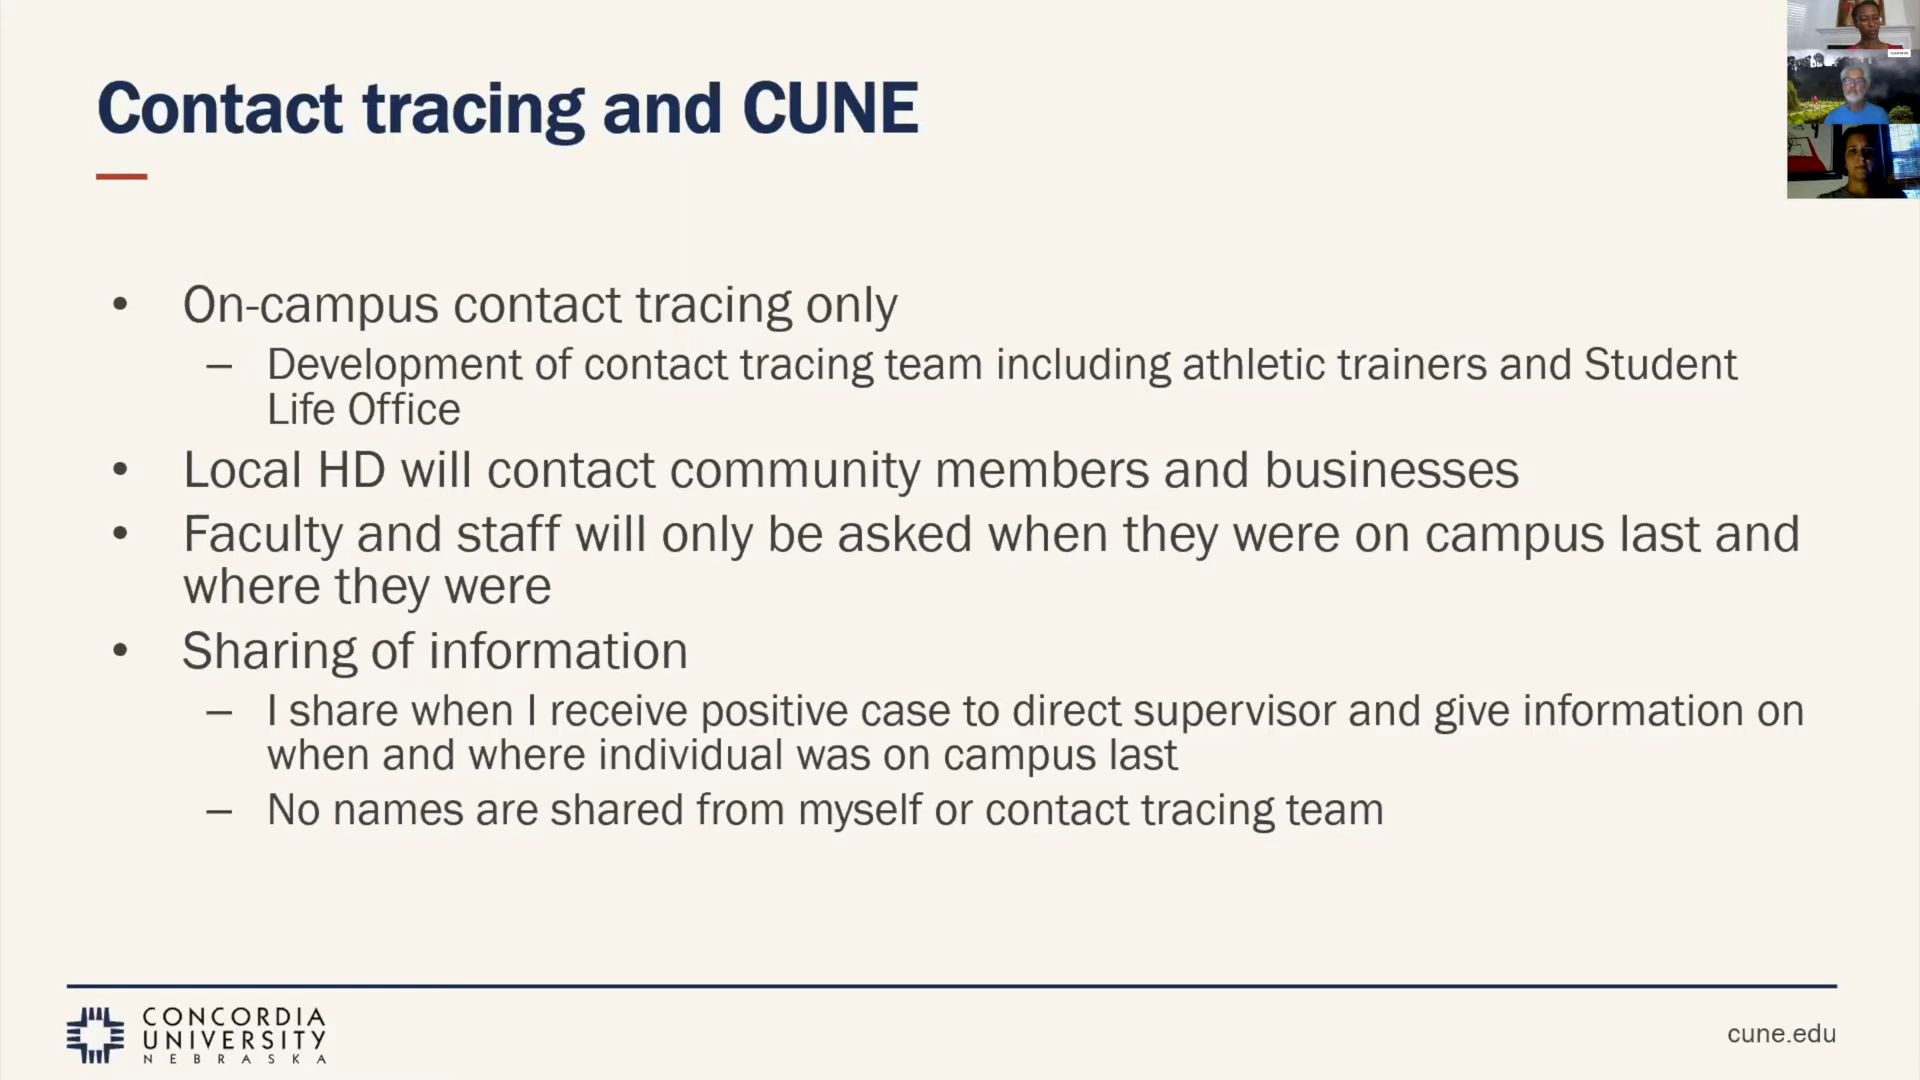 Contact tracing and CUNE
• On-campus contact tracing only
– Development of contact tracing team including athletic trainers and Student
Life Office
• Local HD will contact community members and businesses
• Faculty and staff will only be asked when they were on campus last and
where they were
• Sharing of information
– I share when I receive positive case to direct supervisor and give information on
when and where individual was on campus last
– No names are shared from myself or contact tracing team
CONCORDIA
UNIVERSITY
NEBRASKA
cune.edu